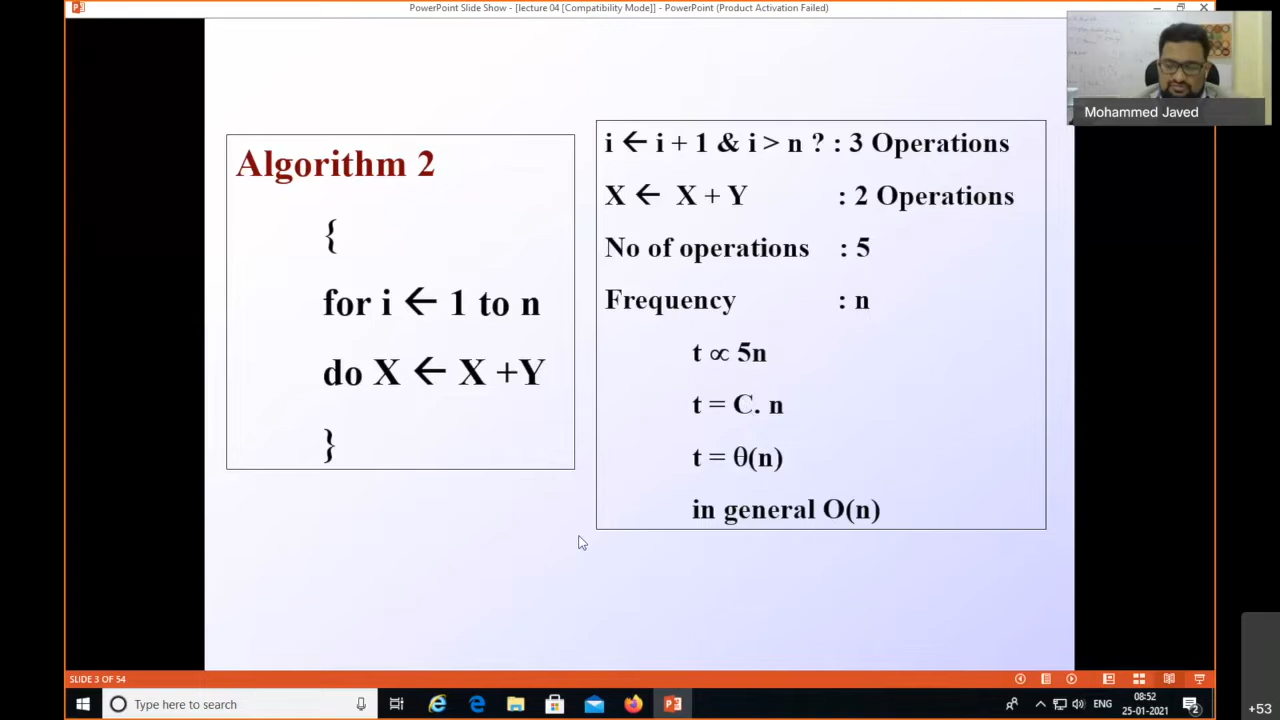 PowerPoint Slide Show - [lecture 04 [Compatibility Mode]] - PowerPoint (Product Activation Failed)
Mohammed Javed
Algorithm 2
{
for i ← 1 to n
do X ← X +Y
}
i ← i + 1 & i > n ? : 3 Operations
X ← X + Y : 2 Operations
No of operations : 5
Frequency : n
t ∝ 5n
t = C. n
t = θ(n)
in general O(n)
SLIDE 3 OF 54
Type here to search
ENG
08:52
25-01-2021
2
+53